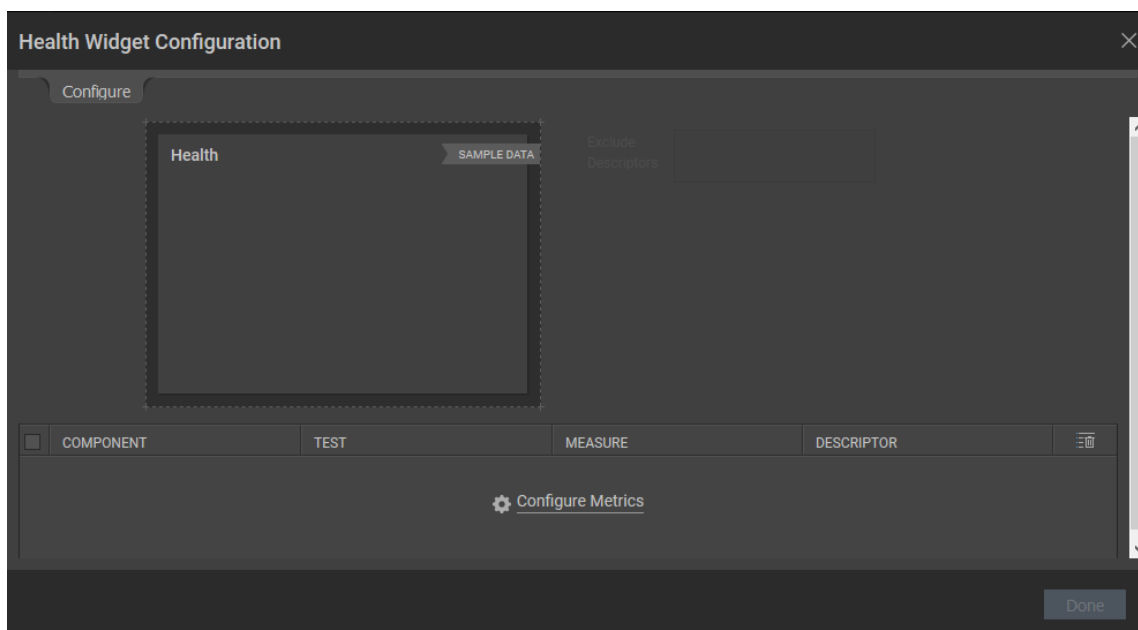 Health Widget Configuration
Configure
Health
SAMPLE DATA
Exclude
Descriptors
COMPONENT TEST MEASURE DESCRIPTOR
Configure Metrics
Done